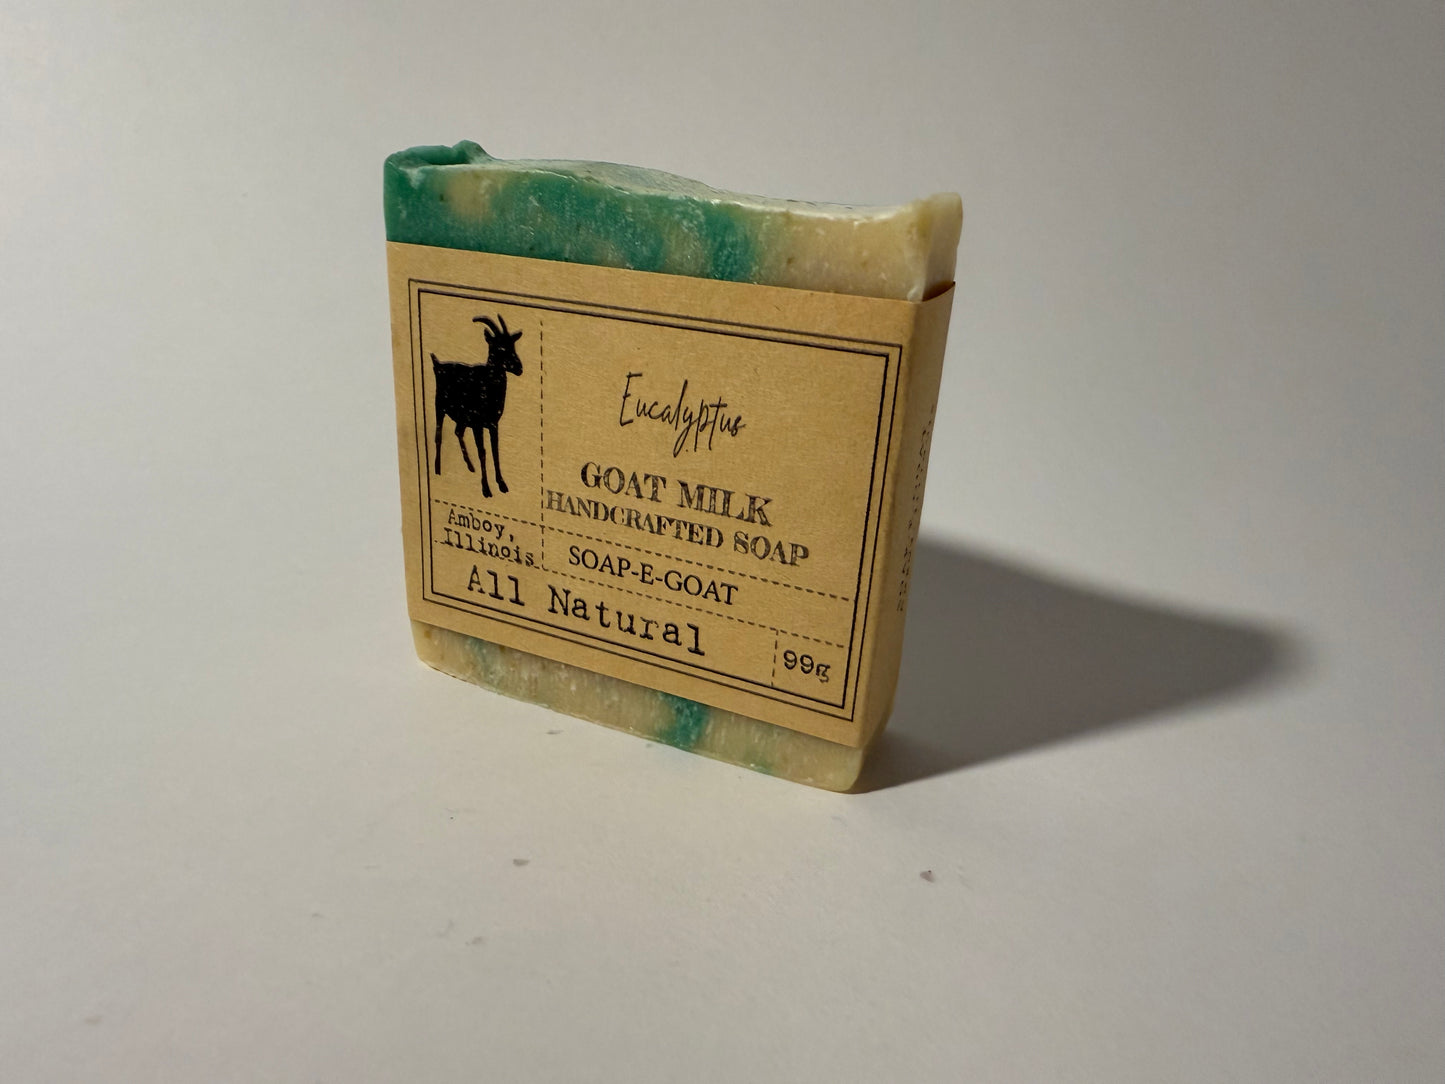 Eucalyptus
GOAT MILK
HANDCRAFTED SOAP
Amboy,
Illinois
SOAP-E-GOAT
All Natural
99g